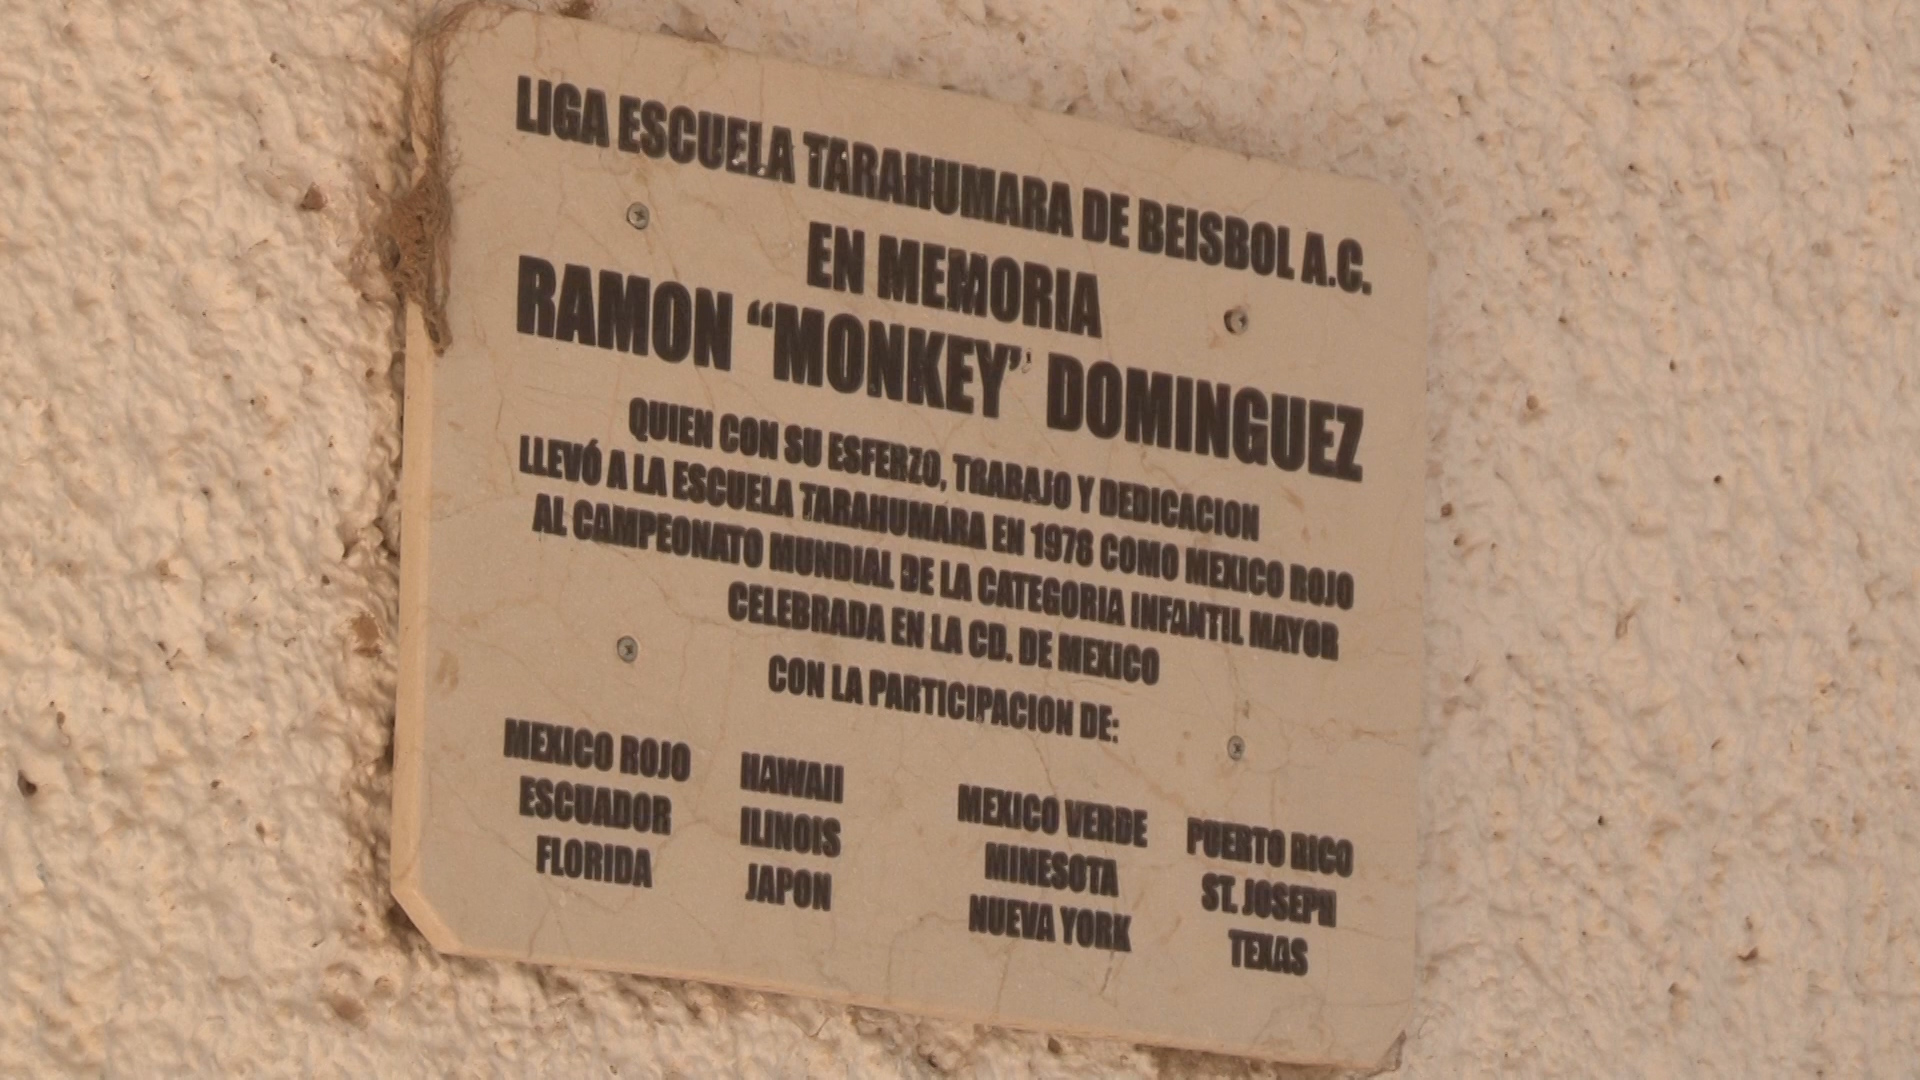 LIGA ESCUELA TARAHUMARA DE BEISBOL A.C.
EN MEMORIA
RAMON “MONKEY” DOMINGUEZ
QUIEN CON SU ESFERZO, TRABAJO Y DEDICACION
LLEVÓ A LA ESCUELA TARAHUMARA EN 1978 COMO MEXICO ROJO
AL CAMPEONATO MUNDIAL DE LA CATEGORIA INFANTIL MAYOR
CELEBRADA EN LA CD. DE MEXICO
CON LA PARTICIPACION DE:
MEXICO ROJO HAWAII MEXICO VERDE PUERTO RICO
ESCUADOR ILINOIS MINESOTA ST. JOSEPH
FLORIDA JAPON NUEVA YORK TEXAS